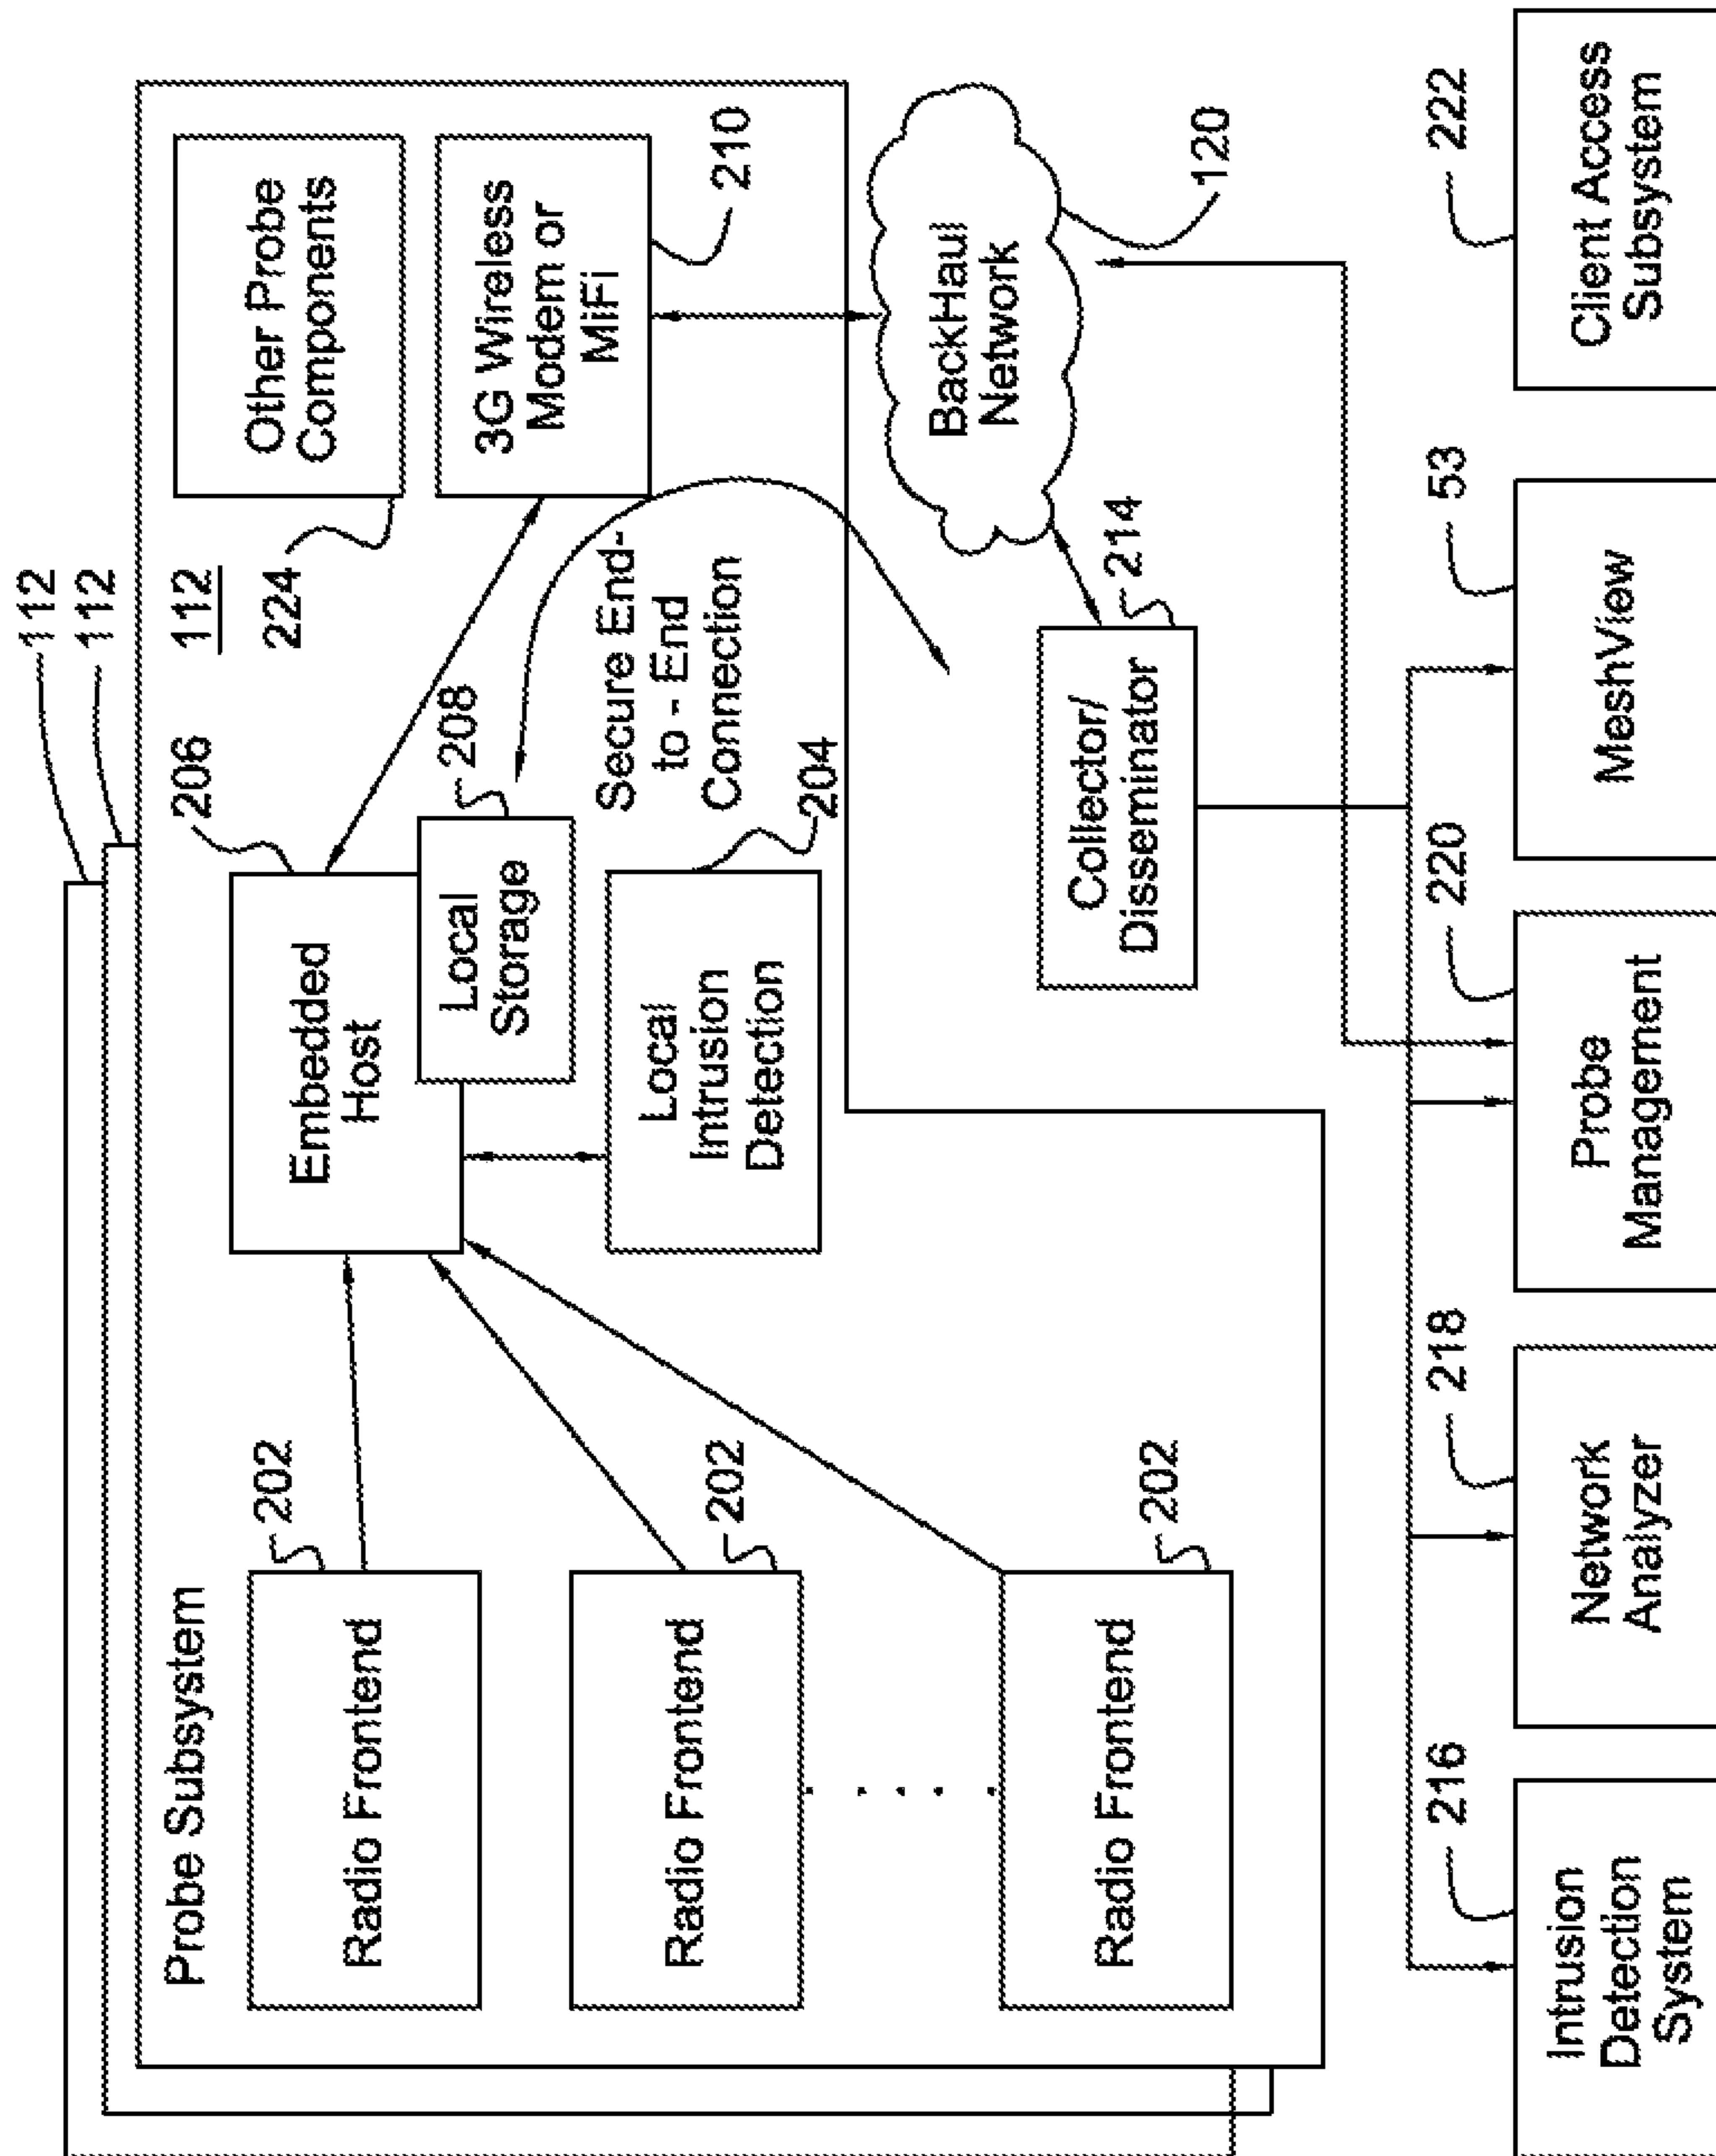 112
112
Probe Subsystem
112
Radio Frontend
202
Radio Frontend
202
. . . . .
Radio Frontend
202
Embedded
Host
206
Local
Storage
208
Local
Intrusion
Detection
204
Other Probe
Components
224
3G Wireless
Modem or
MiFi
210
Secure End-
to - End
Connection
BackHaul
Network
120
Collector/
Disseminator
214
Intrusion
Detection
System
216
Network
Analyzer
218
Probe
Management
220
MeshView
53
Client Access
Subsystem
222